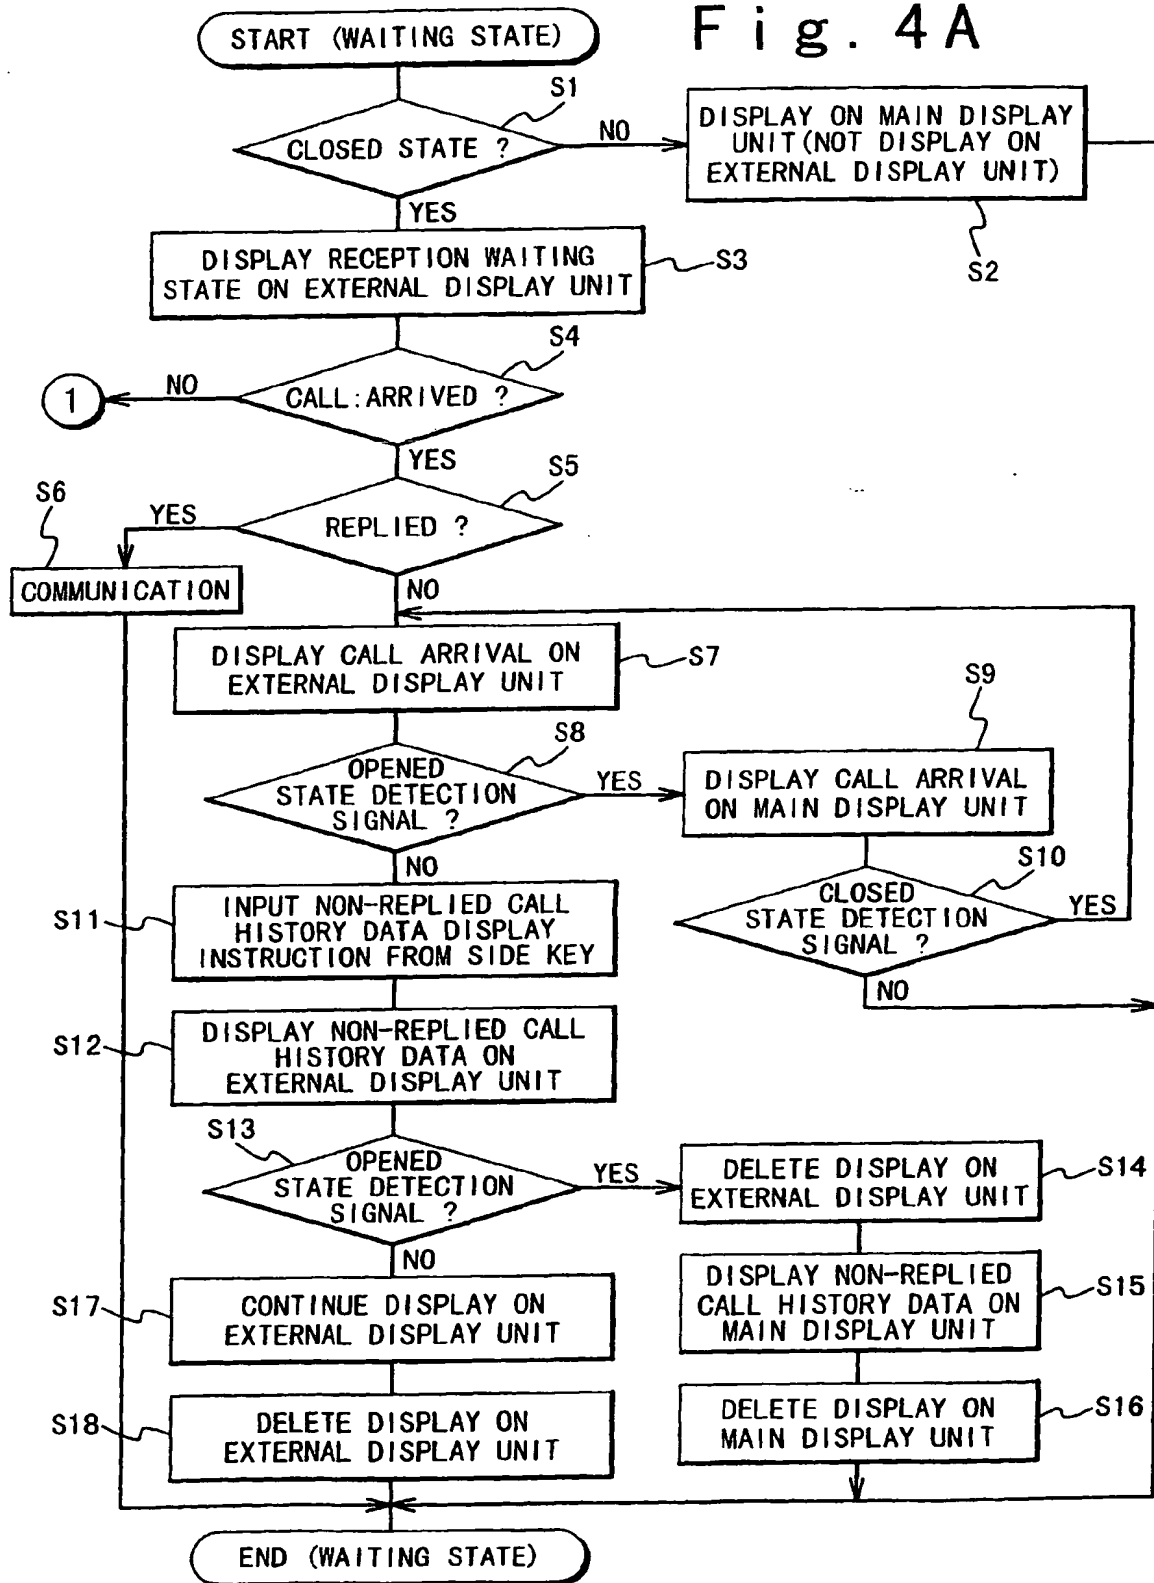 Fig. 4A
START (WAITING STATE)
S1
CLOSED STATE ?
NO
DISPLAY ON MAIN DISPLAY
UNIT(NOT DISPLAY ON
EXTERNAL DISPLAY UNIT)
S2
YES
DISPLAY RECEPTION WAITING
STATE ON EXTERNAL DISPLAY UNIT
S3
S4
CALL:ARRIVED ?
NO
1
YES
S5
REPLIED ?
YES
S6
COMMUNICATION
NO
DISPLAY CALL ARRIVAL ON
EXTERNAL DISPLAY UNIT
S7
S8
OPENED
STATE DETECTION
SIGNAL ?
YES
S9
DISPLAY CALL ARRIVAL
ON MAIN DISPLAY UNIT
S10
CLOSED
STATE DETECTION
SIGNAL ?
YES
NO
NO
S11
INPUT NON-REPLIED CALL
HISTORY DATA DISPLAY
INSTRUCTION FROM SIDE KEY
S12
DISPLAY NON-REPLIED CALL
HISTORY DATA ON
EXTERNAL DISPLAY UNIT
S13
OPENED
STATE DETECTION
SIGNAL ?
YES
DELETE DISPLAY ON
EXTERNAL DISPLAY UNIT
S14
DISPLAY NON-REPLIED
CALL HISTORY DATA ON
MAIN DISPLAY UNIT
S15
DELETE DISPLAY ON
MAIN DISPLAY UNIT
S16
NO
S17
CONTINUE DISPLAY ON
EXTERNAL DISPLAY UNIT
S18
DELETE DISPLAY ON
EXTERNAL DISPLAY UNIT
END (WAITING STATE)